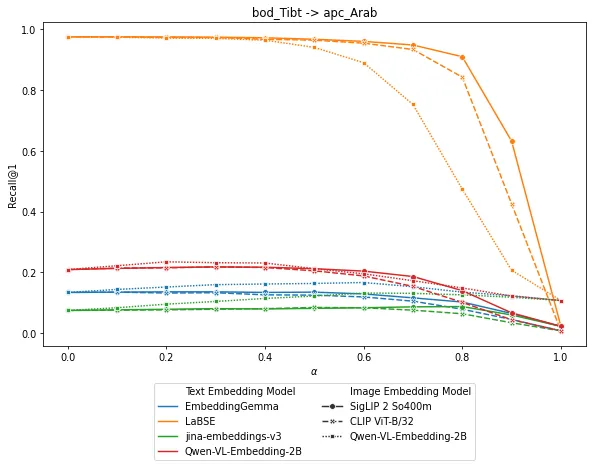 bod_Tibt -> apc_Arab
Recall@1
1.0
0.8
0.6
0.4
0.2
0.0
0.0 0.2 0.4 0.6 0.8 1.0
α
Text Embedding Model
EmbeddingGemma
LaBSE
jina-embeddings-v3
Qwen-VL-Embedding-2B
Image Embedding Model
SigLIP 2 So400m
CLIP ViT-B/32
Qwen-VL-Embedding-2B